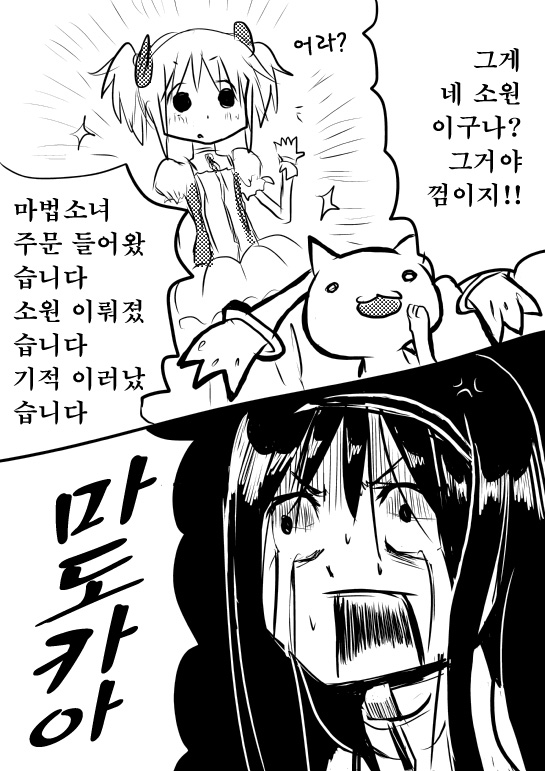 어라?
그게
네 소원
이구나?
그거야
껌이지!!
마법소녀
주문 들어왔
습니다
소원 이뤄졌
습니다
기적 이러났
습니다
마도카아